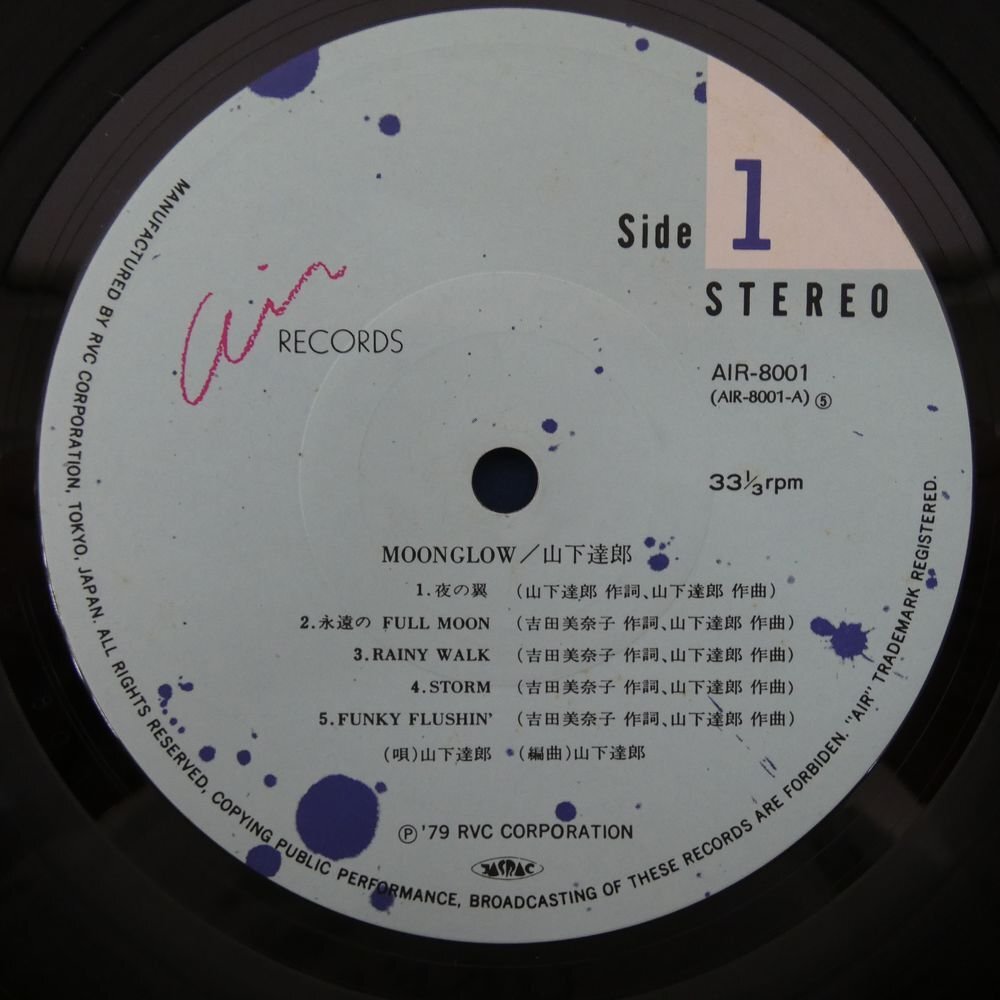 Side 1
STEREO
Air
RECORDS
AIR-8001
(AIR-8001-A) ⑤
33⅓rpm
MOONGLOW/山下達郎
1.夜の翼 (山下達郎 作詞、山下達郎 作曲)
2.永遠の FULL MOON (吉田美奈子 作詞、山下達郎 作曲)
3.RAINY WALK (吉田美奈子 作詞、山下達郎 作曲)
4.STORM (吉田美奈子 作詞、山下達郎 作曲)
5.FUNKY FLUSHIN' (吉田美奈子 作詞、山下達郎 作曲)
(唄)山下達郎 (編曲)山下達郎
Ⓟ'79 RVC CORPORATION
JASRAC
MANUFACTURED BY RVC CORPORATION, TOKYO, JAPAN. ALL RIGHTS RESERVED, COPYING PUBLIC PERFORMANCE, BROADCASTING OF THESE RECORDS ARE FORBIDEN. "AIR" TRADEMARK REGISTERED.